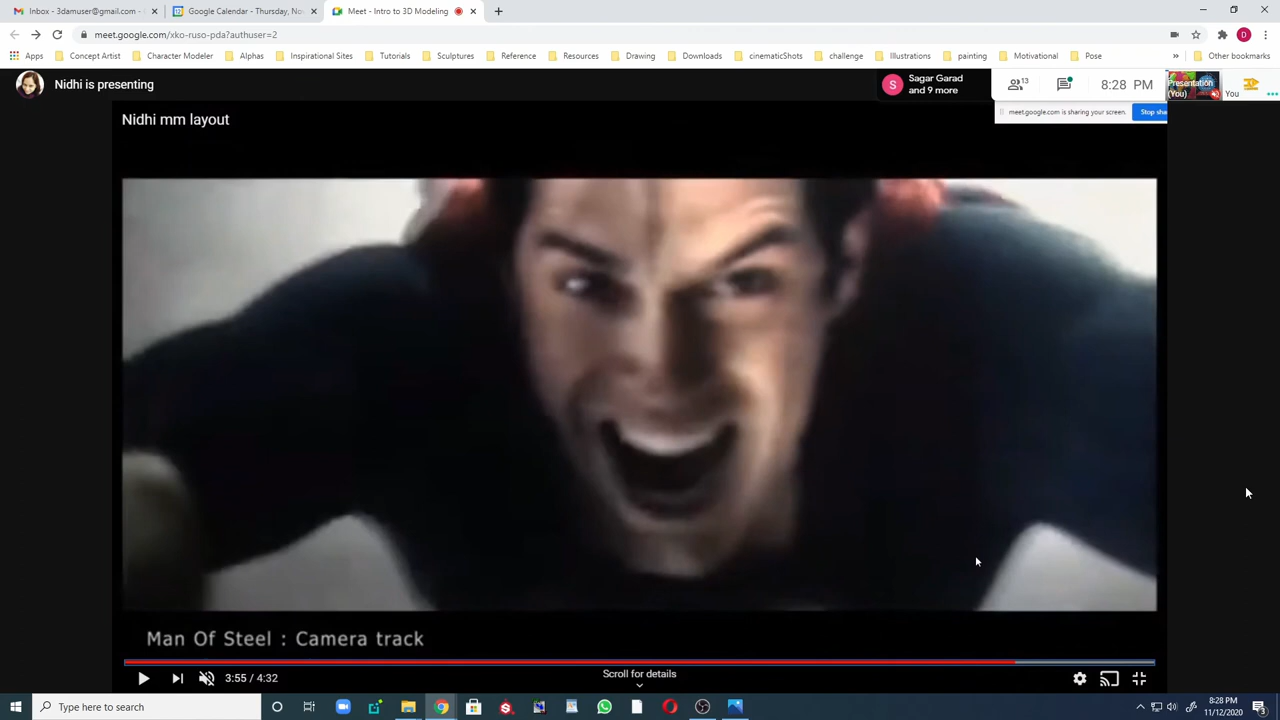 Inbox - 3damuser@gmail.com -
Google Calendar - Thursday, No
Meet - Intro to 3D Modeling
meet.google.com/xko-ruso-pda?authuser=2
Apps
Concept Artist
Character Modeler
Alphas
Inspirational Sites
Tutorials
Sculptures
Reference
Resources
Drawing
Downloads
cinematicShots
challenge
Illustrations
painting
Motivational
Pose
Other bookmarks
Nidhi is presenting
S
Sagar Garad
and 9 more
13
8:28 PM
Presentation
(You)
You
D
meet.google.com is sharing your screen.
Stop sha
Nidhi mm layout
Man Of Steel : Camera track
3:55 / 4:32
Scroll for details
Type here to search
8:28 PM
11/12/2020
3